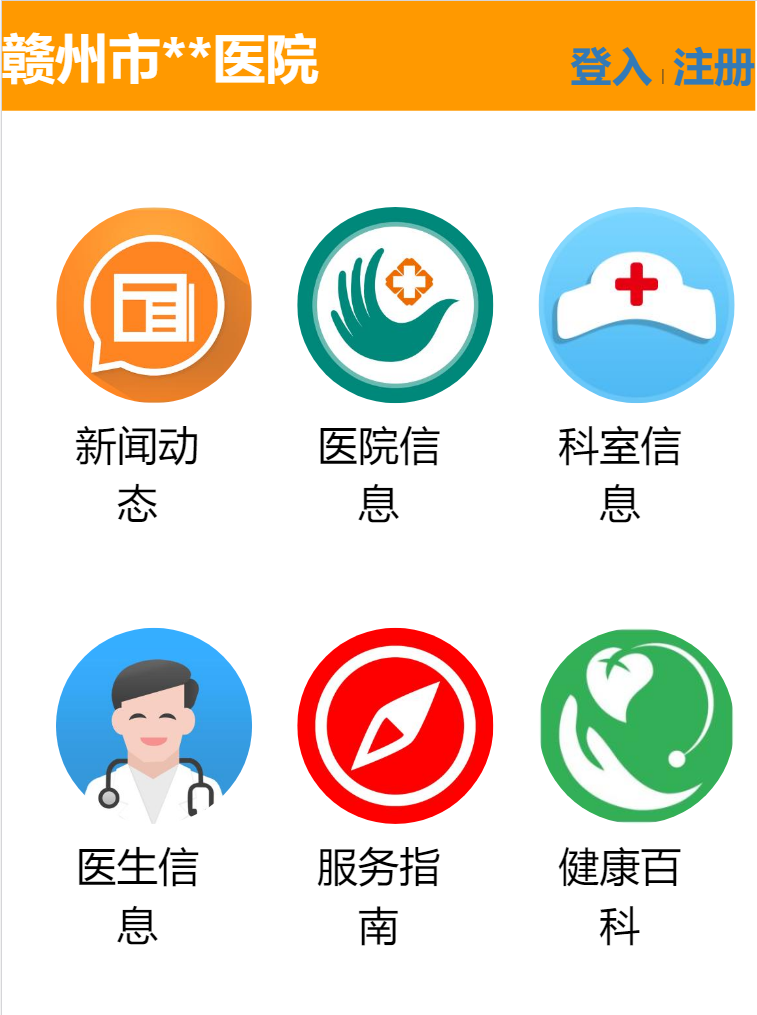 赣州市**医院
登入 | 注册
新闻动
态
医院信
息
科室信
息
医生信
息
服务指
南
健康百
科